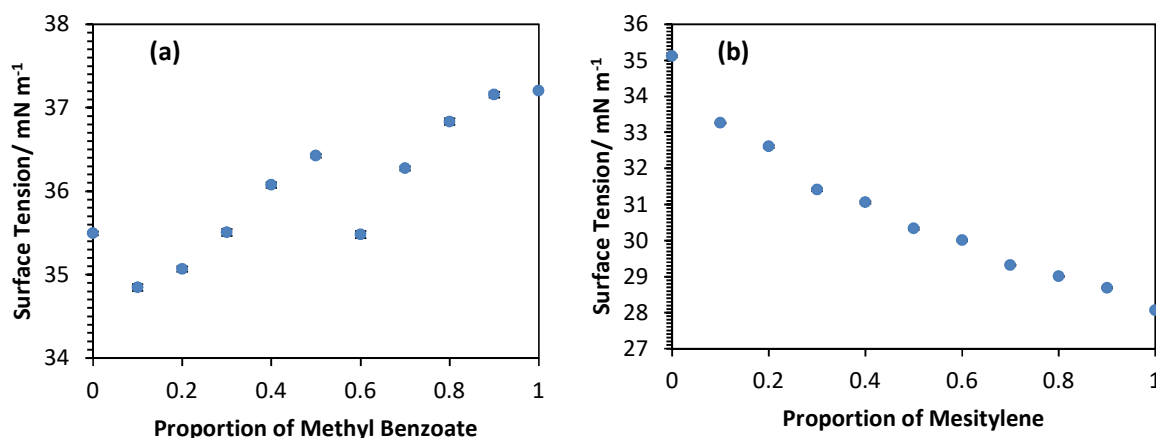 (a)
Surface Tension/ mN m-1
38
37
36
35
34
0 0.2 0.4 0.6 0.8 1
Proportion of Methyl Benzoate
(b)
Surface Tension/ mN m-1
36
35
34
33
32
31
30
29
28
27
0 0.2 0.4 0.6 0.8 1
Proportion of Mesitylene